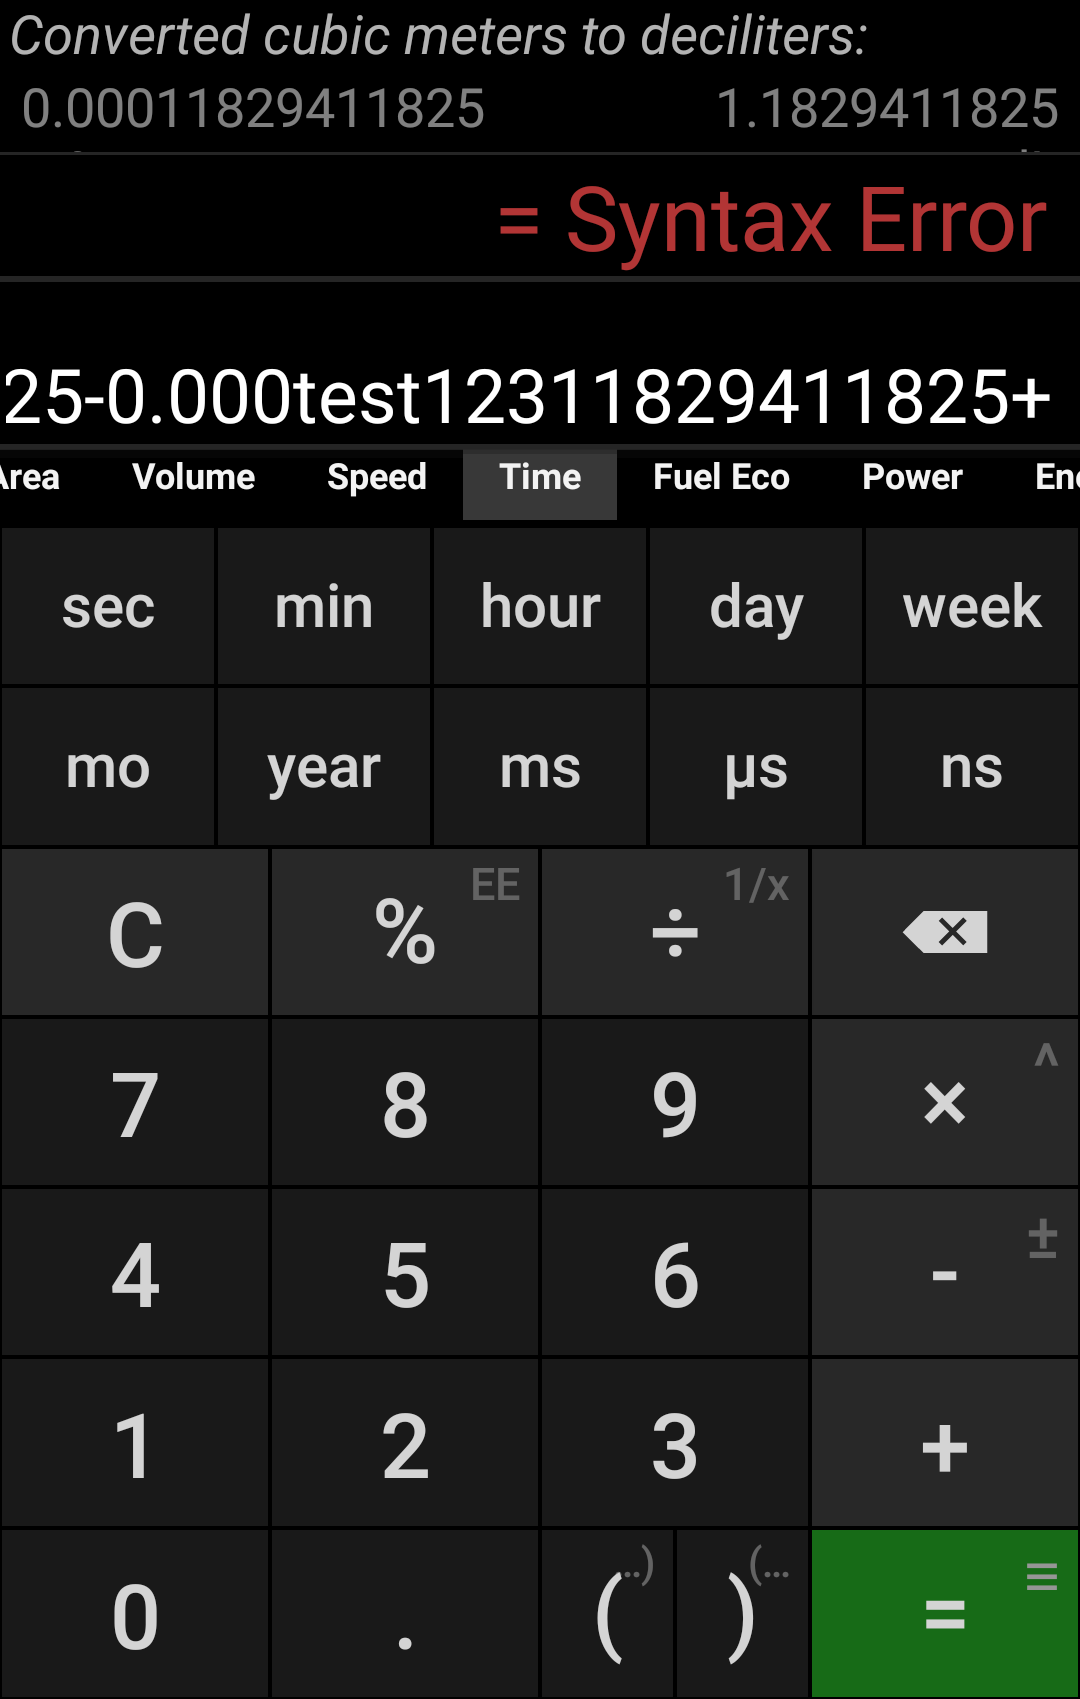 Converted cubic meters to deciliters:
0.000118829411825 1.1829411825
= Syntax Error
25-0.000test12311829411825+
Area Volume Speed Time Fuel Eco Power
sec min hour day week
mo year ms µs ns
C % EE ÷ 1/x
7 8 9 × ^
4 5 6 - ±
1 2 3 +
0 . ( ..) ) (... = ≡